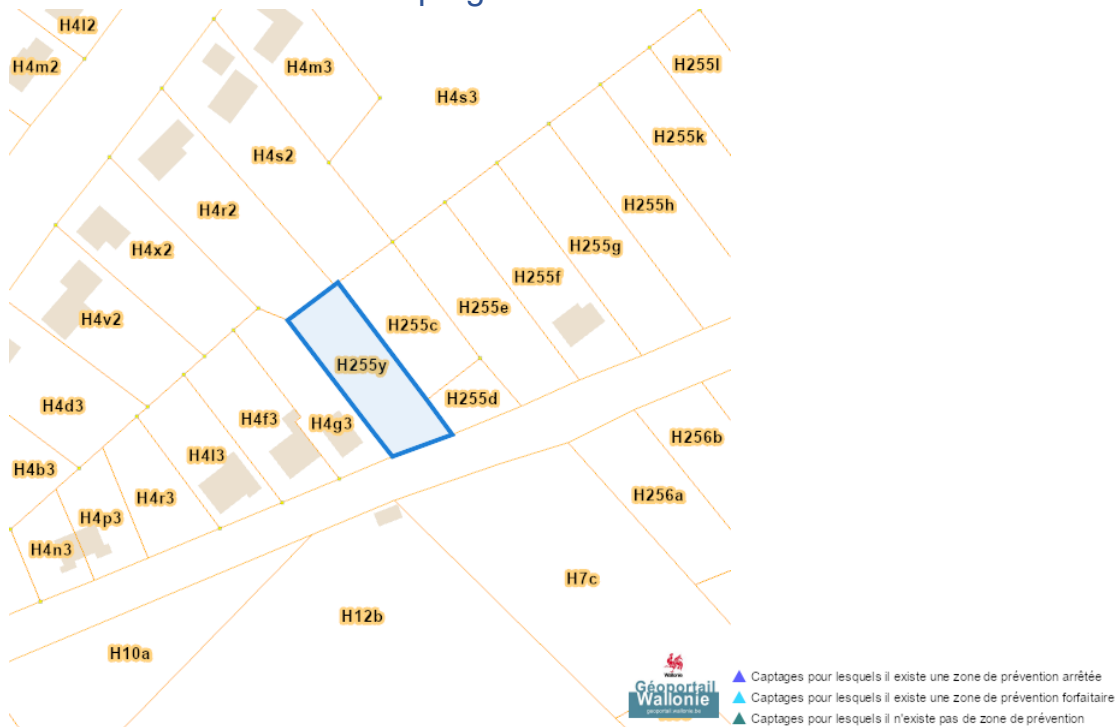 H4l2
H4m2
H4m3
H4s3
H255l
H255k
H4s2
H4r2
H255h
H4x2
H255g
H255f
H4v2
H255e
H255c
H255y
H4d3
H255d
H4f3
H4g3
H256b
H4l3
H4b3
H4r3
H256a
H4p3
H4n3
H7c
H12b
H10a
Wallonie
Géoportail
Wallonie
geoportail.wallonie.be
Captages pour lesquels il existe une zone de prévention arrêtée
Captages pour lesquels il existe une zone de prévention forfaitaire
Captages pour lesquels il n'existe pas de zone de prévention